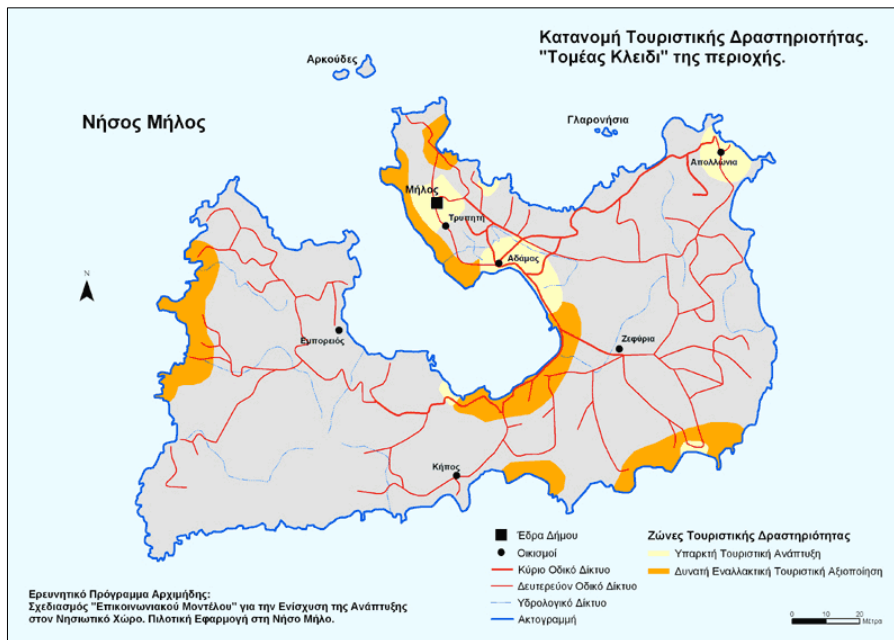 Κατανομή Τουριστικής Δραστηριότητας.
"Τομέας Κλειδί" της περιοχής.
Αρκούδες
Νήσος Μήλος
Γλαρονήσια
Απολλώνια
Μήλος
Τρυπητή
Αδάμας
N
Εμπορειός
Ζεφύρια
Κήπος
Έδρα Δήμου
Οικισμοί
Κύριο Οδικό Δίκτυο
Δευτερεύον Οδικό Δίκτυο
Υδρολογικό Δίκτυο
Ακτογραμμή
Ζώνες Τουριστικής Δραστηριότητας
Υπαρκτή Τουριστική Ανάπτυξη
Δυνατή Εναλλακτική Τουριστική Αξιοποίηση
Ερευνητικό Πρόγραμμα Αρχιμήδης:
Σχεδιασμός "Επικοινωνιακού Μοντέλου" για την Ενίσχυση της Ανάπτυξης
στον Νησιωτικό Χώρο. Πιλοτική Εφαρμογή στη Νήσο Μήλο.
0 10 20
Μέτρα